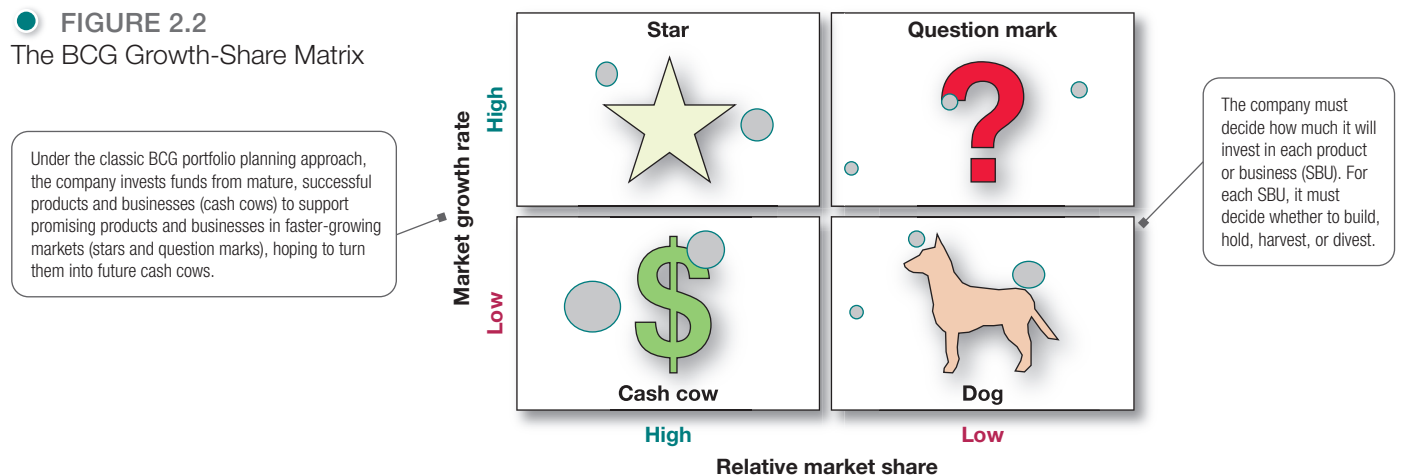 FIGURE 2.2
The BCG Growth-Share Matrix
Under the classic BCG portfolio planning approach,
the company invests funds from mature, successful
products and businesses (cash cows) to support
promising products and businesses in faster-growing
markets (stars and question marks), hoping to turn
them into future cash cows.
Market growth rate
High
Low
Star
Question mark
?
$
Cash cow
Dog
High
Low
Relative market share
The company must
decide how much it will
invest in each product
or business (SBU). For
each SBU, it must
decide whether to build,
hold, harvest, or divest.